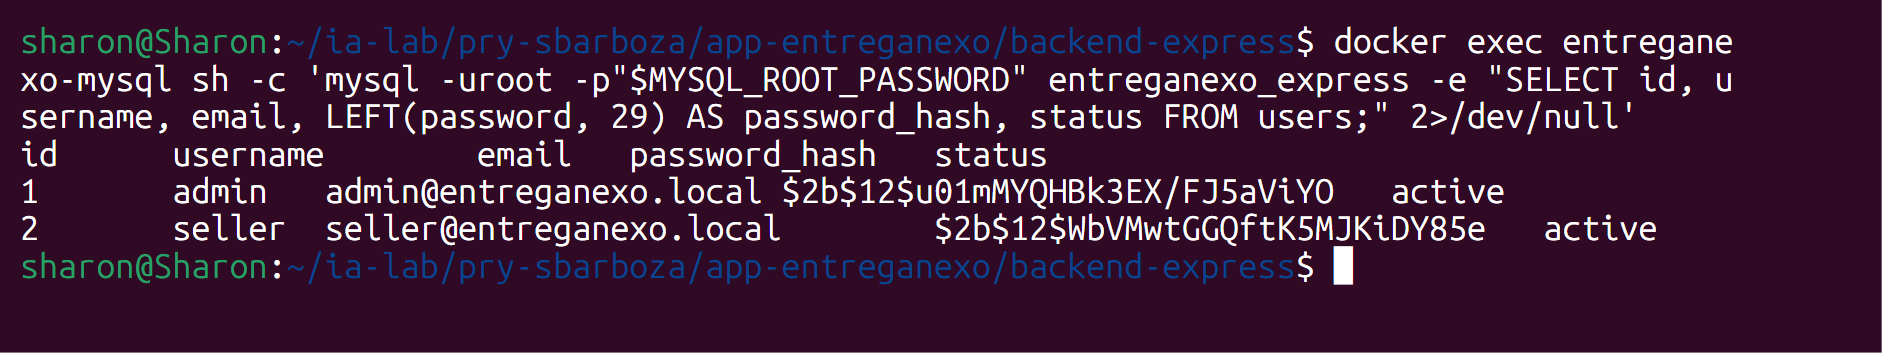 sharon@Sharon:~/ia-lab/pry-sbarboza/app-entreganexo/backend-express$ docker exec entregane
xo-mysql sh -c 'mysql -uroot -p"$MYSQL_ROOT_PASSWORD" entreganexo_express -e "SELECT id, u
sername, email, LEFT(password, 29) AS password_hash, status FROM users;" 2>/dev/null'
id	username	email	password_hash	status
1	admin	admin@entreganexo.local	$2b$12$u01mMYQHBk3EX/FJ5aViYO	active
2	seller	seller@entreganexo.local	$2b$12$WbVMwtGGQftK5MJKiDY85e	active
sharon@Sharon:~/ia-lab/pry-sbarboza/app-entreganexo/backend-express$